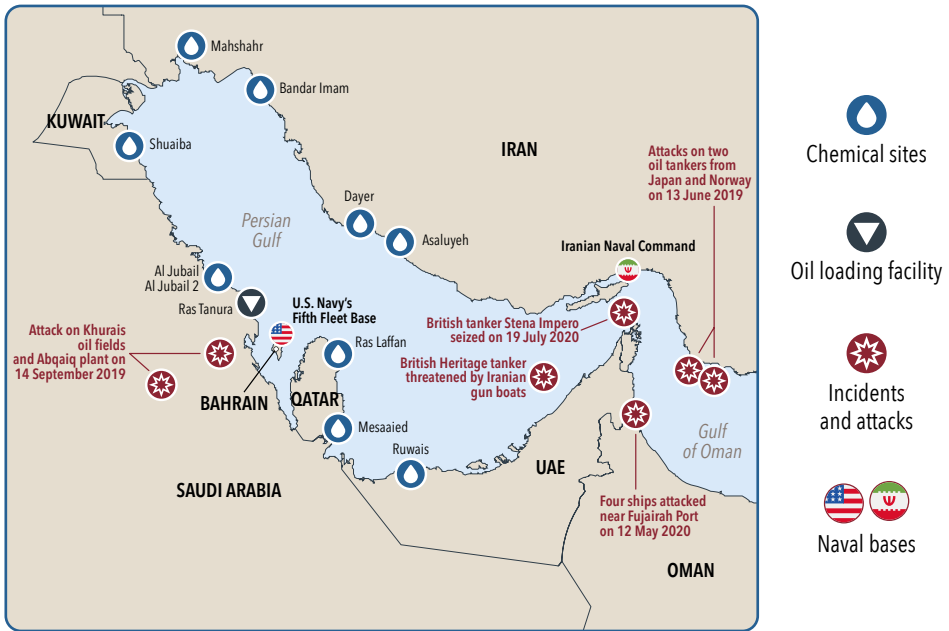 Mahshahr
Bandar Imam
KUWAIT
Shuaiba
IRAN
Attacks on two
oil tankers from
Japan and Norway
on 13 June 2019
Dayer
Persian
Gulf
Asaluyeh
Iranian Naval Command
Al Jubail
Al Jubail 2
Ras Tanura
U.S. Navy's
Fifth Fleet Base
Attack on Khurais
oil fields
and Abqaiq plant on
14 September 2019
British tanker Stena Impero
seized on 19 July 2020
Ras Laffan
British Heritage tanker
threatened by Iranian
gun boats
BAHRAIN
QATAR
Mesaaied
Gulf
of Oman
Ruwais
UAE
SAUDI ARABIA
Four ships attacked
near Fujairah Port
on 12 May 2020
OMAN
Chemical sites
Oil loading facility
Incidents
and attacks
Naval bases